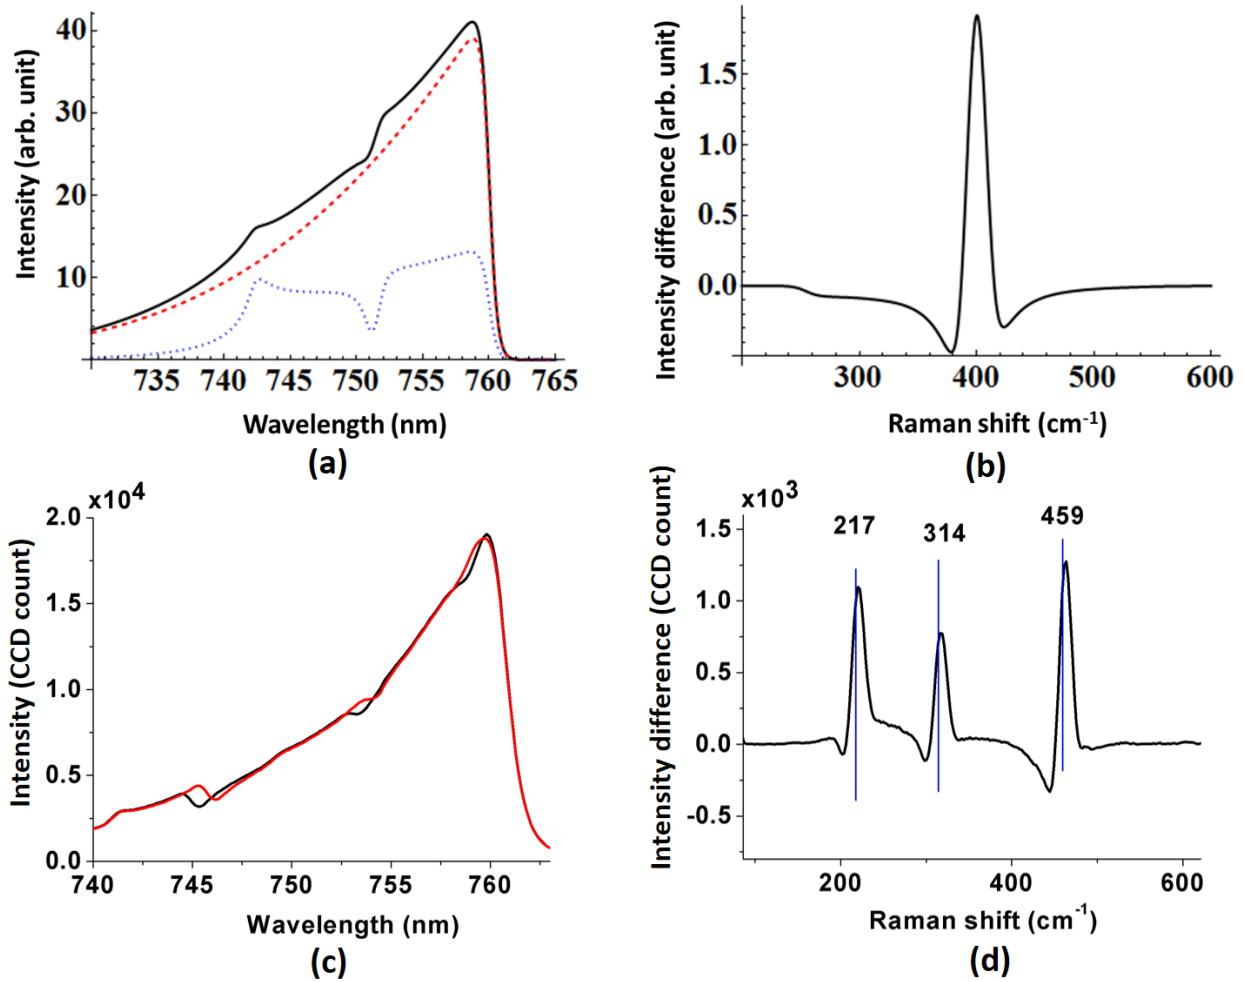 Intensity (arb. unit)
40
30
20
10
735 740 745 750 755 760 765
Wavelength (nm)
(a)
Intensity difference (arb. unit)
1.5
1.0
0.5
0.0
300 400 500 600
Raman shift (cm⁻¹)
(b)
x10⁴
Intensity (CCD count)
2.0
1.5
1.0
0.5
0.0
740 745 750 755 760
Wavelength (nm)
(c)
x10³
Intensity difference (CCD count)
1.5
1.0
0.5
0.0
-0.5
217 314 459
200 400 600
Raman shift (cm⁻¹)
(d)